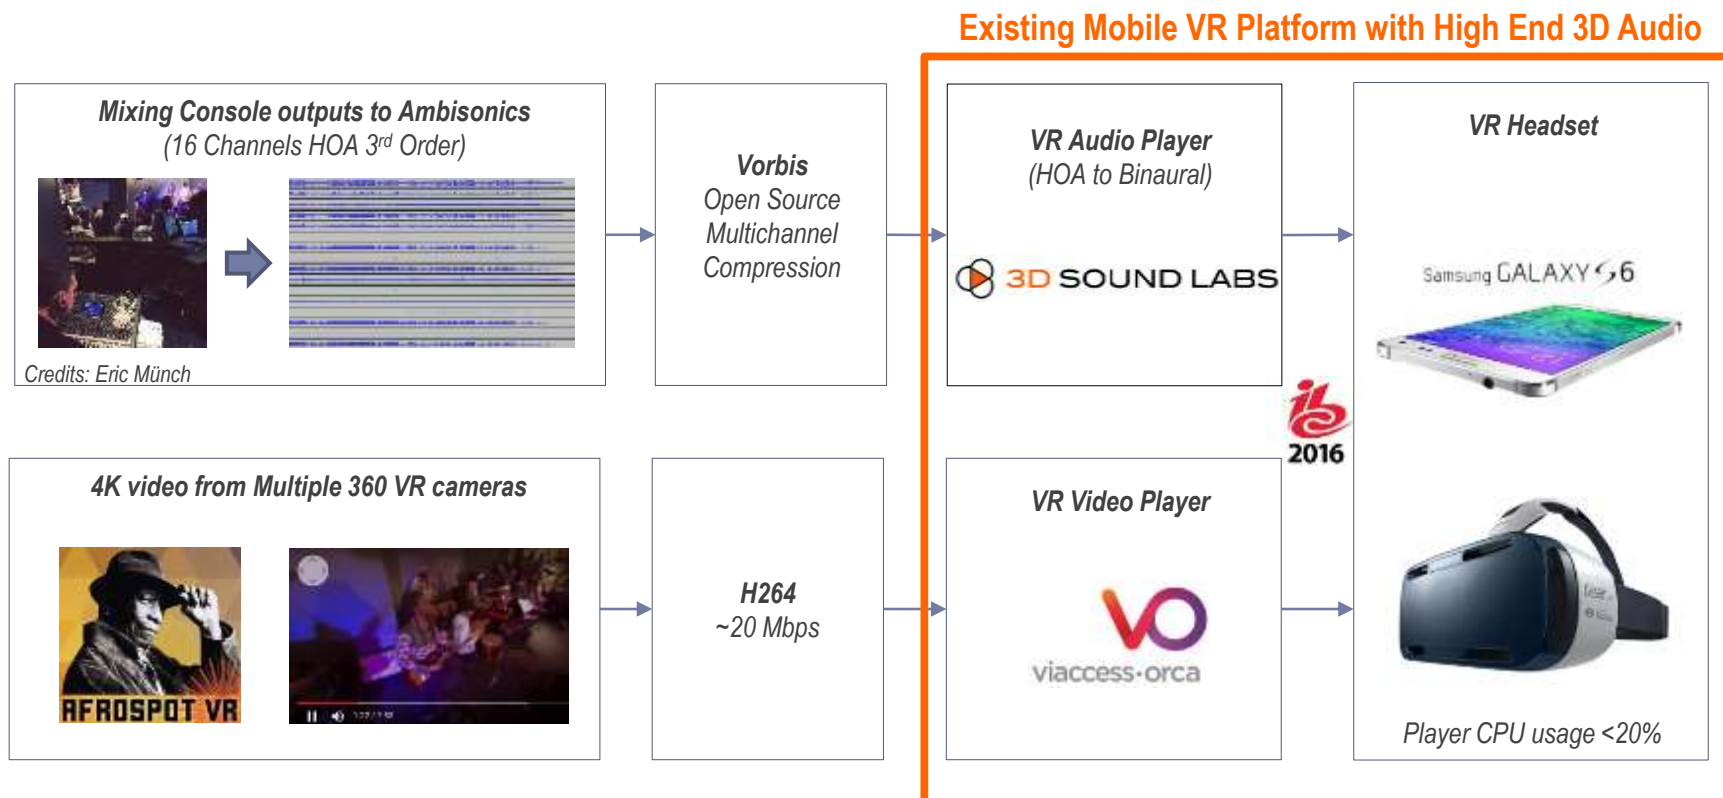 Existing Mobile VR Platform with High End 3D Audio
Mixing Console outputs to Ambisonics
(16 Channels HOA 3rd Order)
Credits: Eric Münch
Vorbis
Open Source
Multichannel
Compression
VR Audio Player
(HOA to Binaural)
3D SOUND LABS
VR Headset
Samsung GALAXY S6
2016
4K video from Multiple 360 VR cameras
AFROSPOT VR
H264
~20 Mbps
VR Video Player
VO
viaccess·orca
Player CPU usage <20%